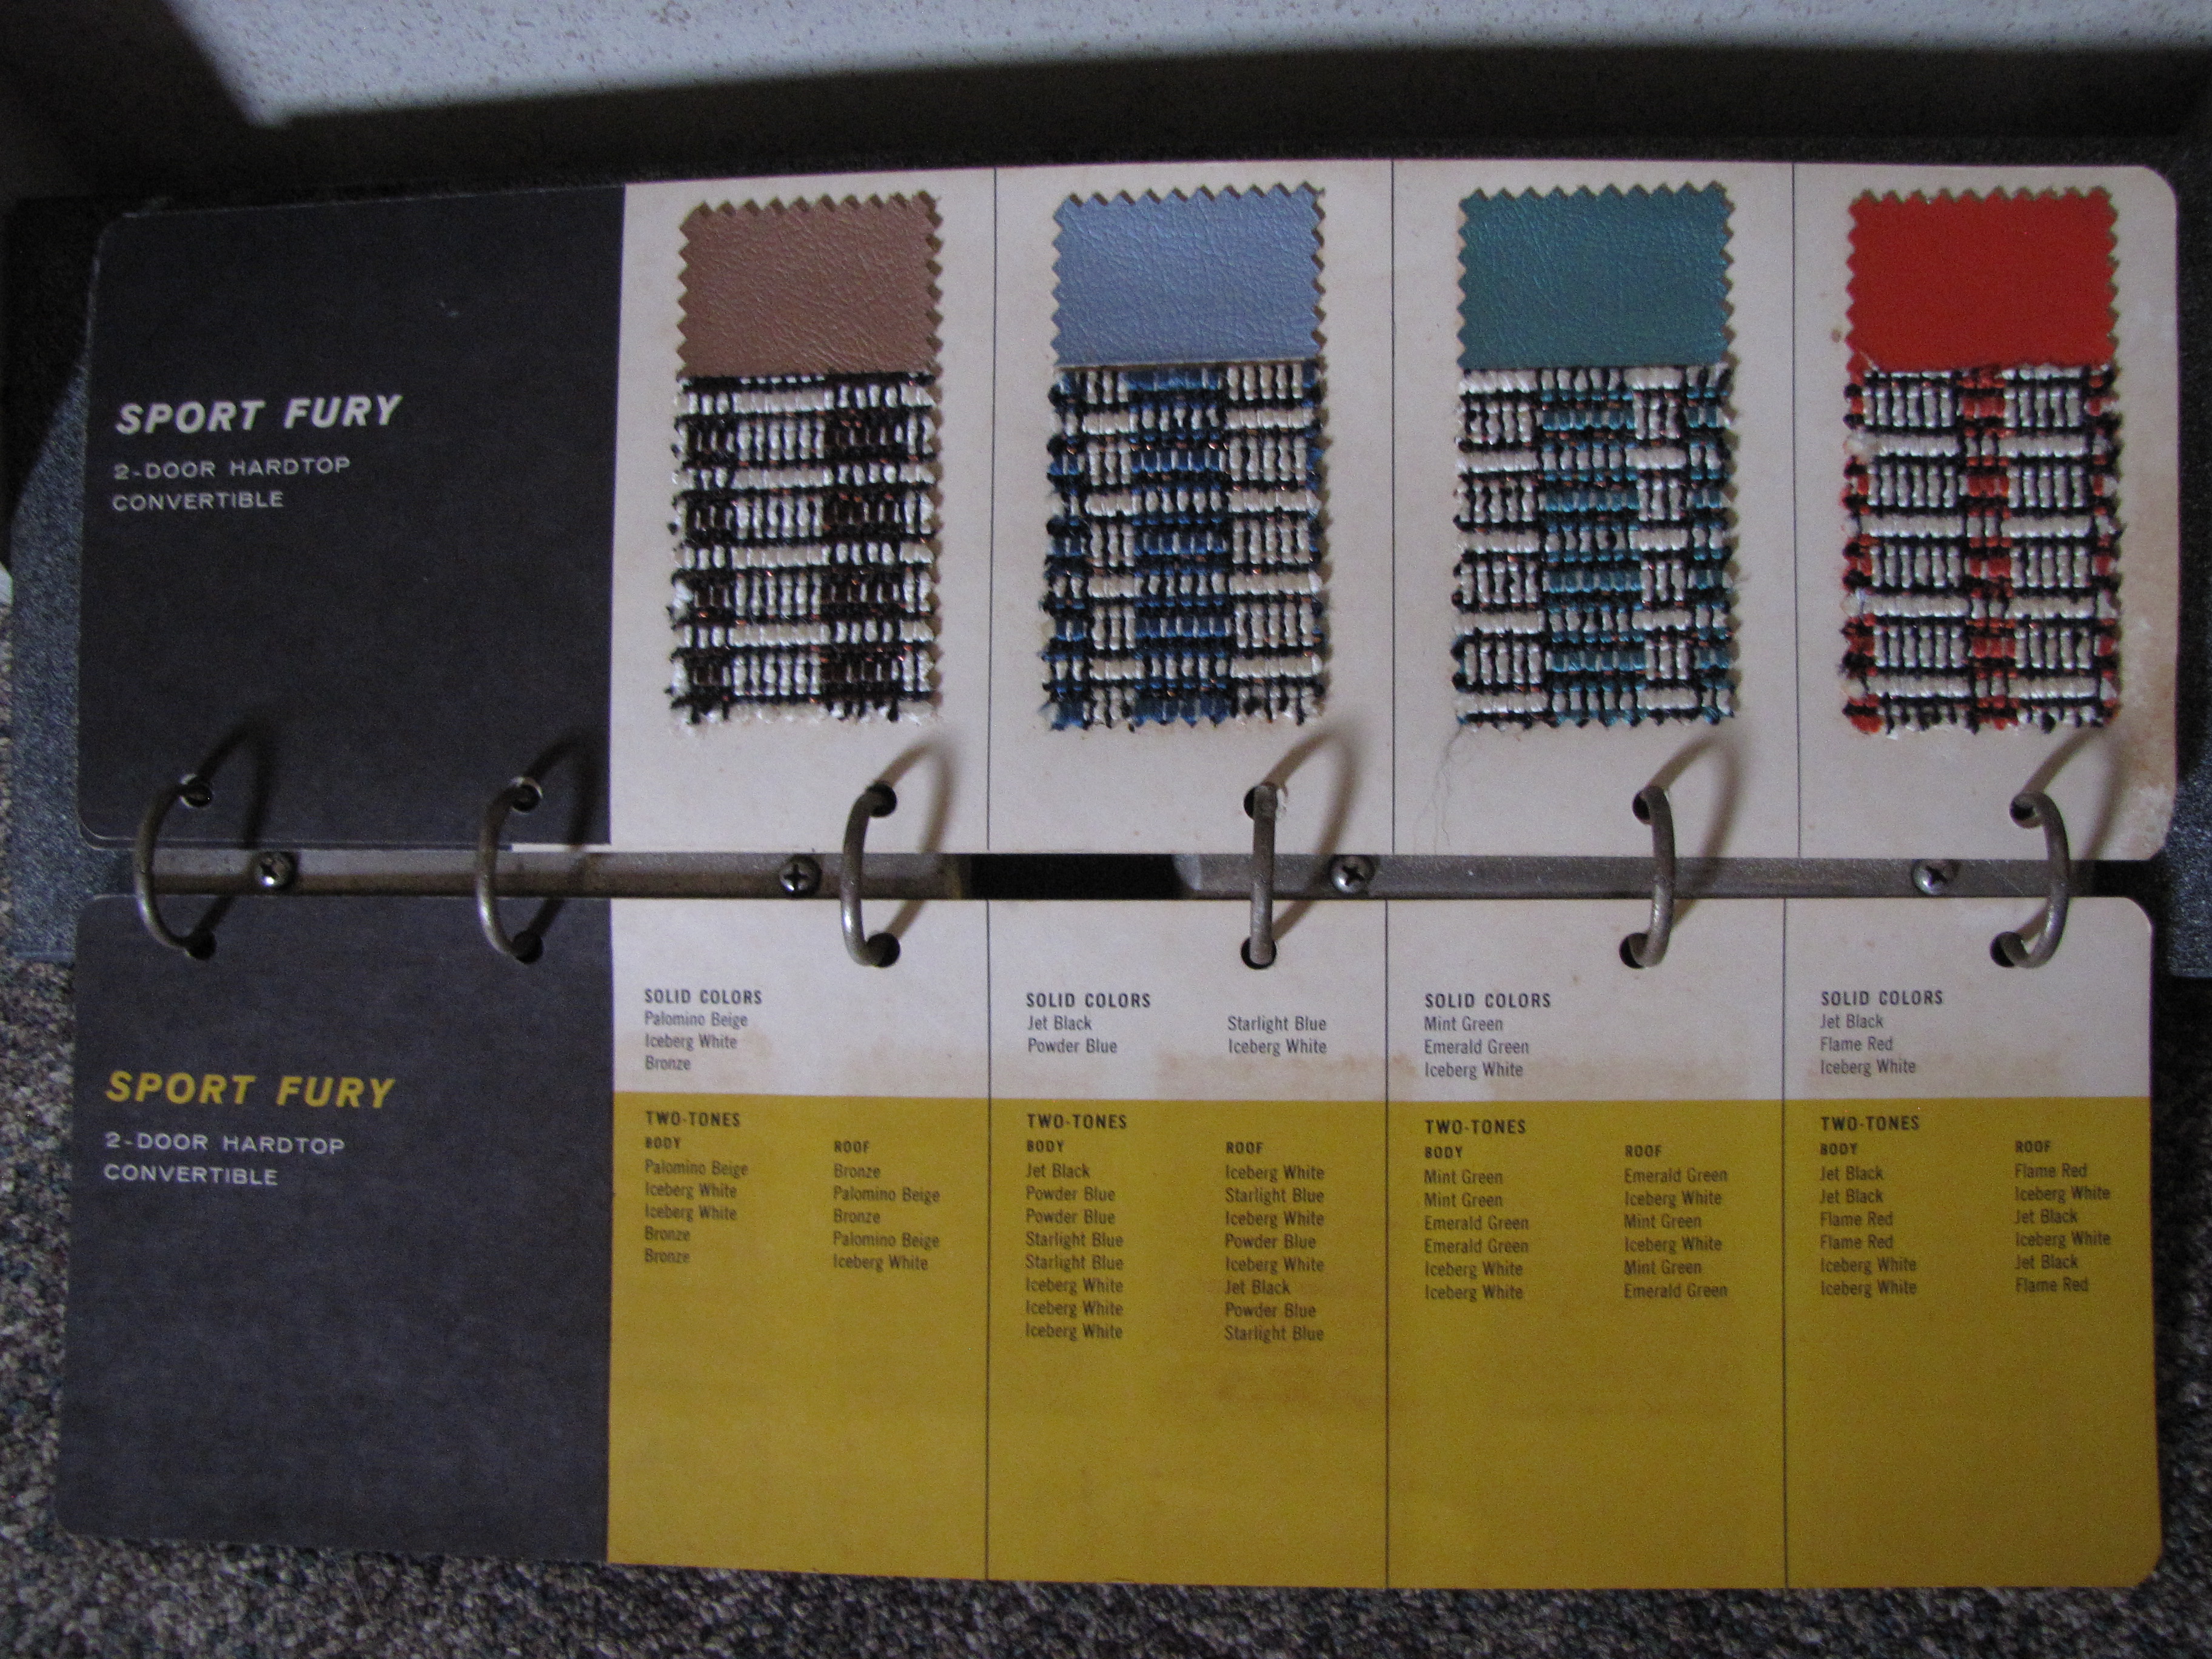 SPORT FURY
2-DOOR HARDTOP
CONVERTIBLE
SPORT FURY
2-DOOR HARDTOP
CONVERTIBLE
SOLID COLORS
Palomino Beige
Iceberg White
Bronze
TWO-TONES
BODY ROOF
Palomino Beige Bronze
Iceberg White Palomino Beige
Iceberg White Bronze
Bronze Palomino Beige
Bronze Iceberg White
SOLID COLORS
Jet Black Starlight Blue
Powder Blue Iceberg White
TWO-TONES
BODY ROOF
Jet Black Iceberg White
Powder Blue Starlight Blue
Powder Blue Iceberg White
Starlight Blue Powder Blue
Starlight Blue Iceberg White
Iceberg White Jet Black
Iceberg White Powder Blue
Iceberg White Starlight Blue
SOLID COLORS
Mint Green
Emerald Green
Iceberg White
TWO-TONES
BODY ROOF
Mint Green Emerald Green
Mint Green Iceberg White
Emerald Green Mint Green
Emerald Green Iceberg White
Iceberg White Mint Green
Iceberg White Emerald Green
SOLID COLORS
Jet Black
Flame Red
Iceberg White
TWO-TONES
BODY ROOF
Jet Black Flame Red
Jet Black Iceberg White
Flame Red Jet Black
Flame Red Iceberg White
Iceberg White Jet Black
Iceberg White Flame Red